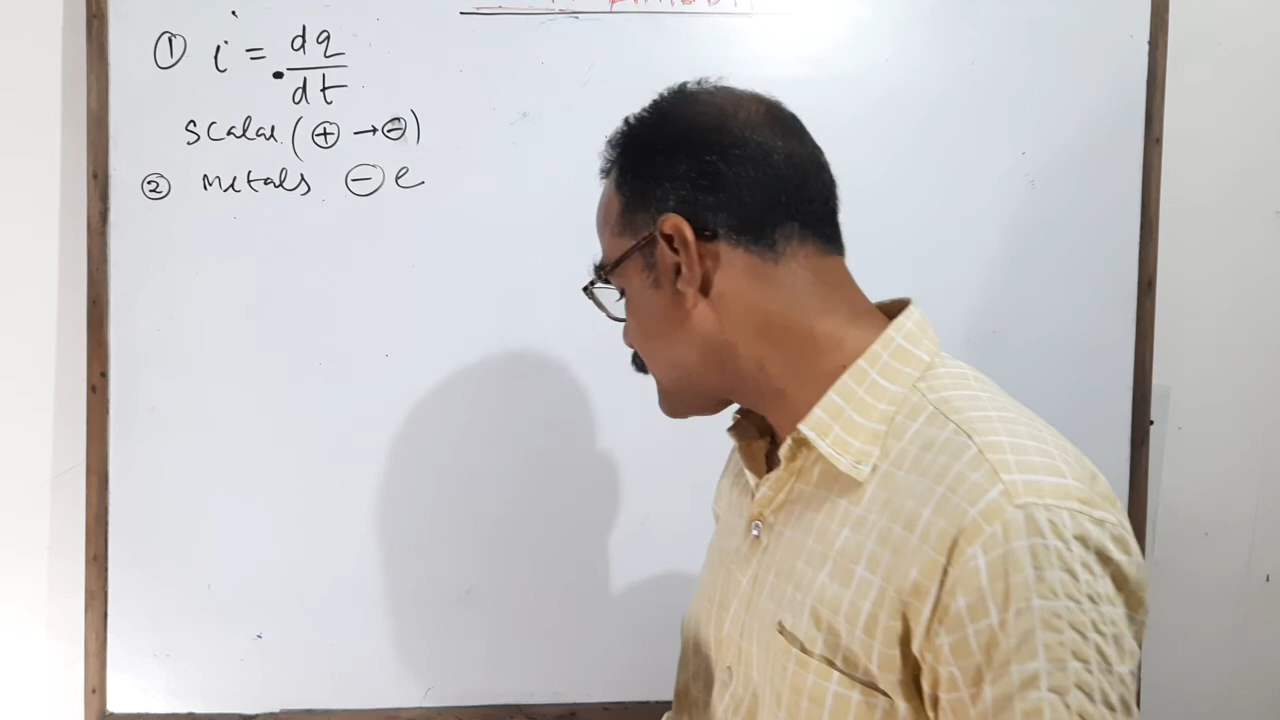 ① i = dq/dt
scalar (⊕ → ⊖)
② metals ⊖ e